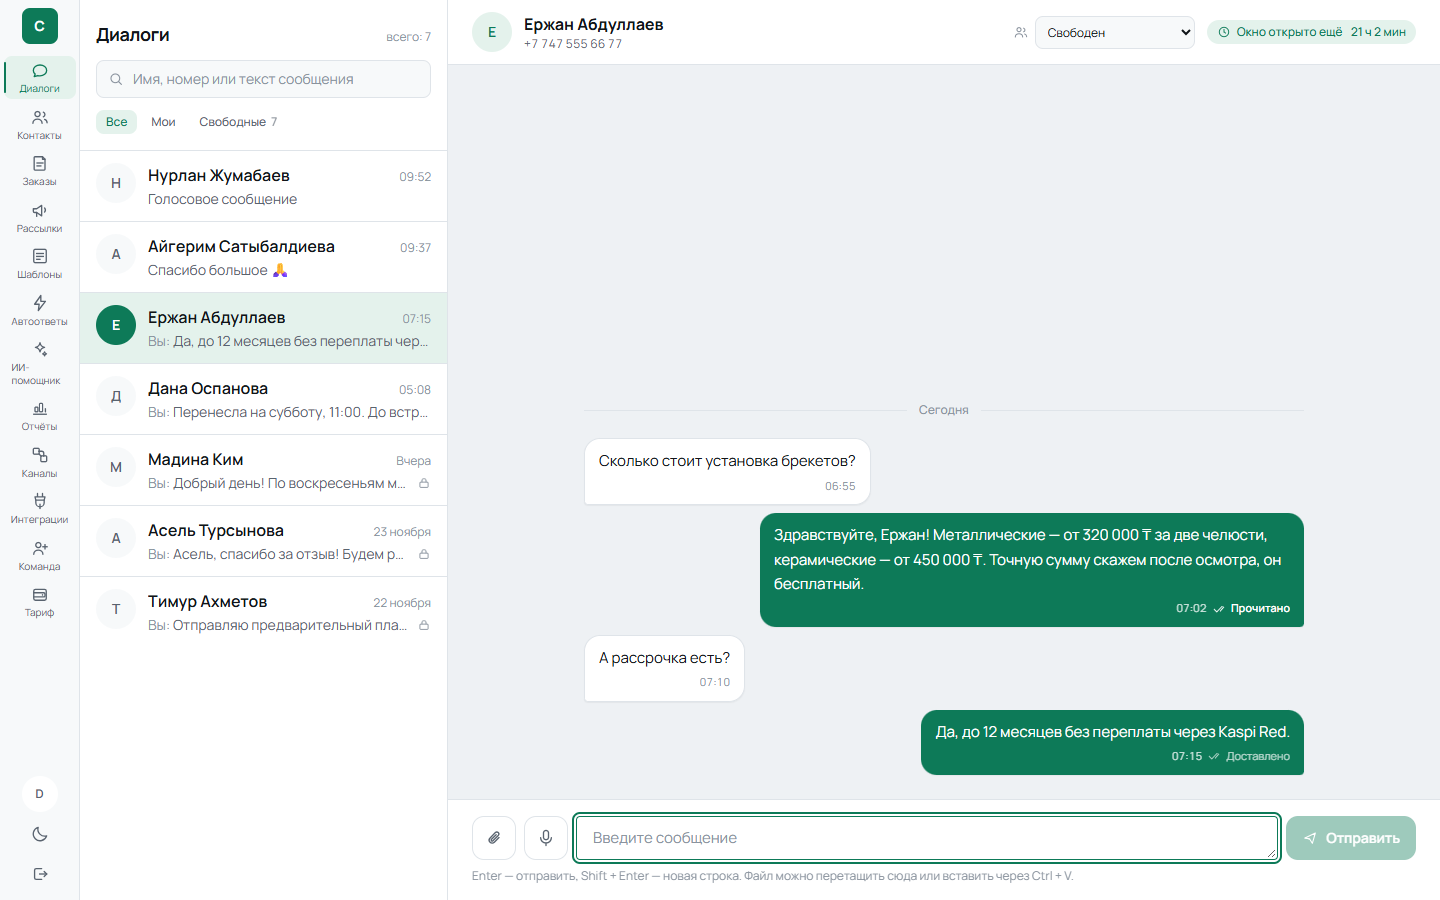 C
Диалоги
Контакты
Заказы
Рассылки
Шаблоны
Автоответы
ИИ-
помощник
Отчёты
Каналы
Интеграции
Команда
Тариф
D
Диалоги
всего: 7
Имя, номер или текст сообщения
Все Мои Свободные 7
Н
Нурлан Жумабаев 09:52
Голосовое сообщение
А
Айгерим Сатыбалдиева 09:37
Спасибо большое 🙏
Е
Ержан Абдуллаев 07:15
Вы: Да, до 12 месяцев без переплаты чер...
Д
Дана Оспанова 05:08
Вы: Перенесла на субботу, 11:00. До встр...
М
Мадина Ким Вчера
Вы: Добрый день! По воскресеньям м...
А
Асель Турсынова 23 ноября
Вы: Асель, спасибо за отзыв! Будем р...
Т
Тимур Ахметов 22 ноября
Вы: Отправляю предварительный пла...
Е
Ержан Абдуллаев
+7 747 555 66 77
Свободен
Окно открыто ещё 21 ч 2 мин
Сегодня
Сколько стоит установка брекетов?
06:55
Здравствуйте, Ержан! Металлические — от 320 000 ₸ за две челюсти,
керамические — от 450 000 ₸. Точную сумму скажем после осмотра, он
бесплатный.
07:02 Прочитано
А рассрочка есть?
07:10
Да, до 12 месяцев без переплаты через Kaspi Red.
07:15 Доставлено
Введите сообщение
Отправить
Enter — отправить, Shift + Enter — новая строка. Файл можно перетащить сюда или вставить через Ctrl + V.